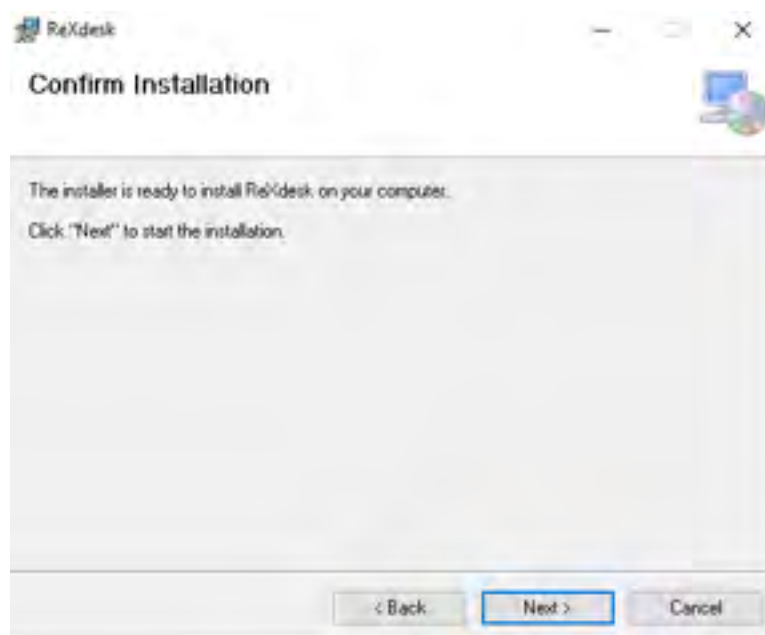 ReXdesk
Confirm Installation
The installer is ready to install ReXdesk on your computer.
Click "Next" to start the installation.
< Back
Next >
Cancel